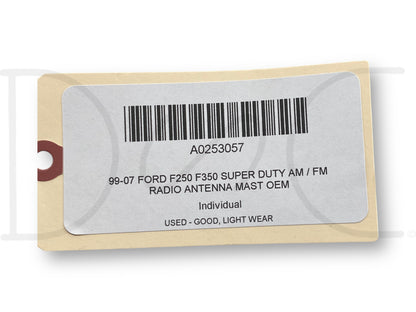 A0253057
99-07 FORD F250 F350 SUPER DUTY AM / FM
RADIO ANTENNA MAST OEM
Individual
USED - GOOD, LIGHT WEAR